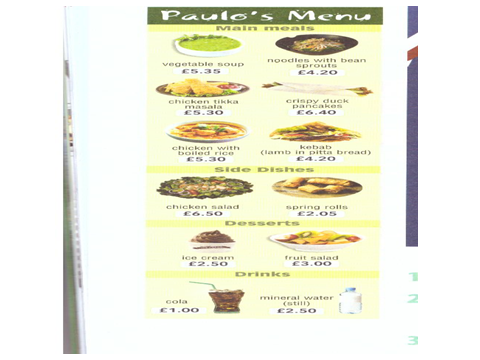 Paulo's Menu
Main meals
vegetable soup
£5.35
noodles with bean
sprouts
£4.20
chicken tikka
masala
£5.30
crispy duck
pancakes
£6.40
chicken with
boiled rice
£5.30
kebab
(lamb in pitta bread)
£4.20
Side Dishes
chicken salad
£6.50
spring rolls
£2.05
Desserts
ice cream
£2.50
fruit salad
£3.00
Drinks
cola
£1.00
mineral water
(still)
£2.50
1
2
3